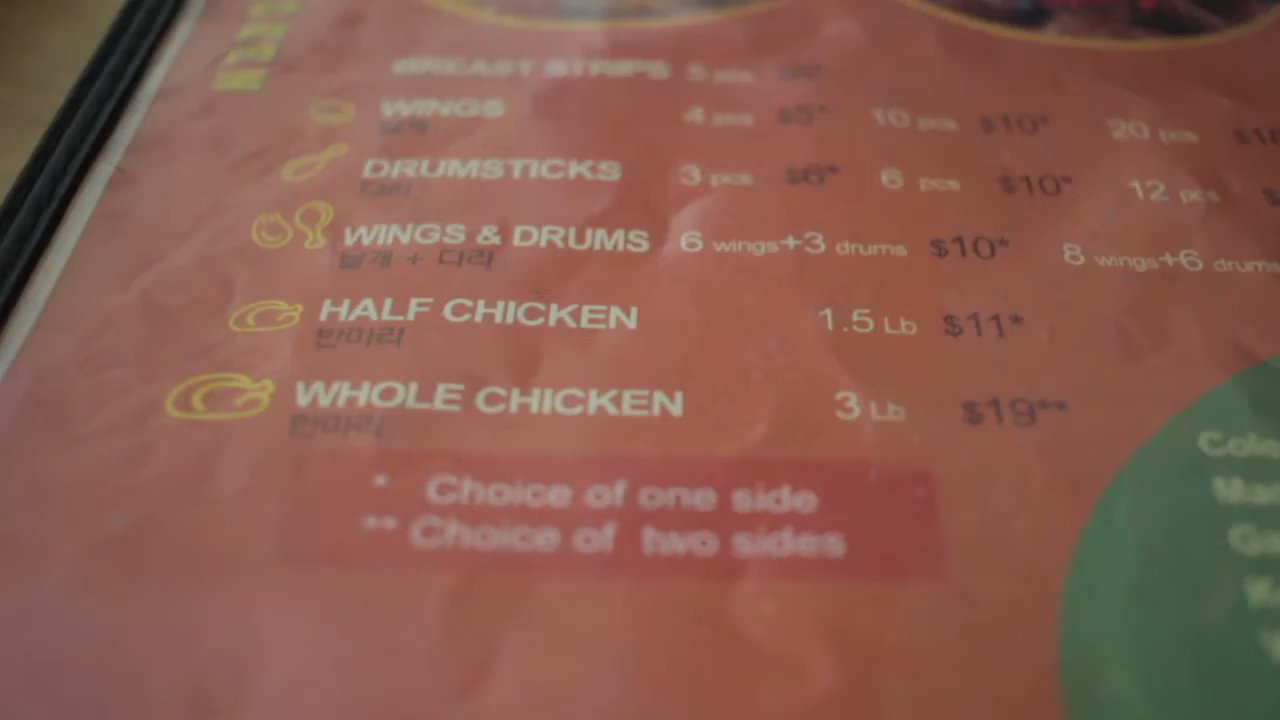 BREAST STRIPS 5 pcs
WINGS 4 pcs $5* 10 pcs $10* 20 pcs
날개
DRUMSTICKS 3 pcs $6* 6 pcs $10* 12 pcs
다리
WINGS & DRUMS 6 wings+3 drums $10* 8 wings+6 drums
날개 + 다리
HALF CHICKEN 1.5 Lb $11*
반마리
WHOLE CHICKEN 3 Lb $19**
한마리
* Choice of one side
** Choice of two sides